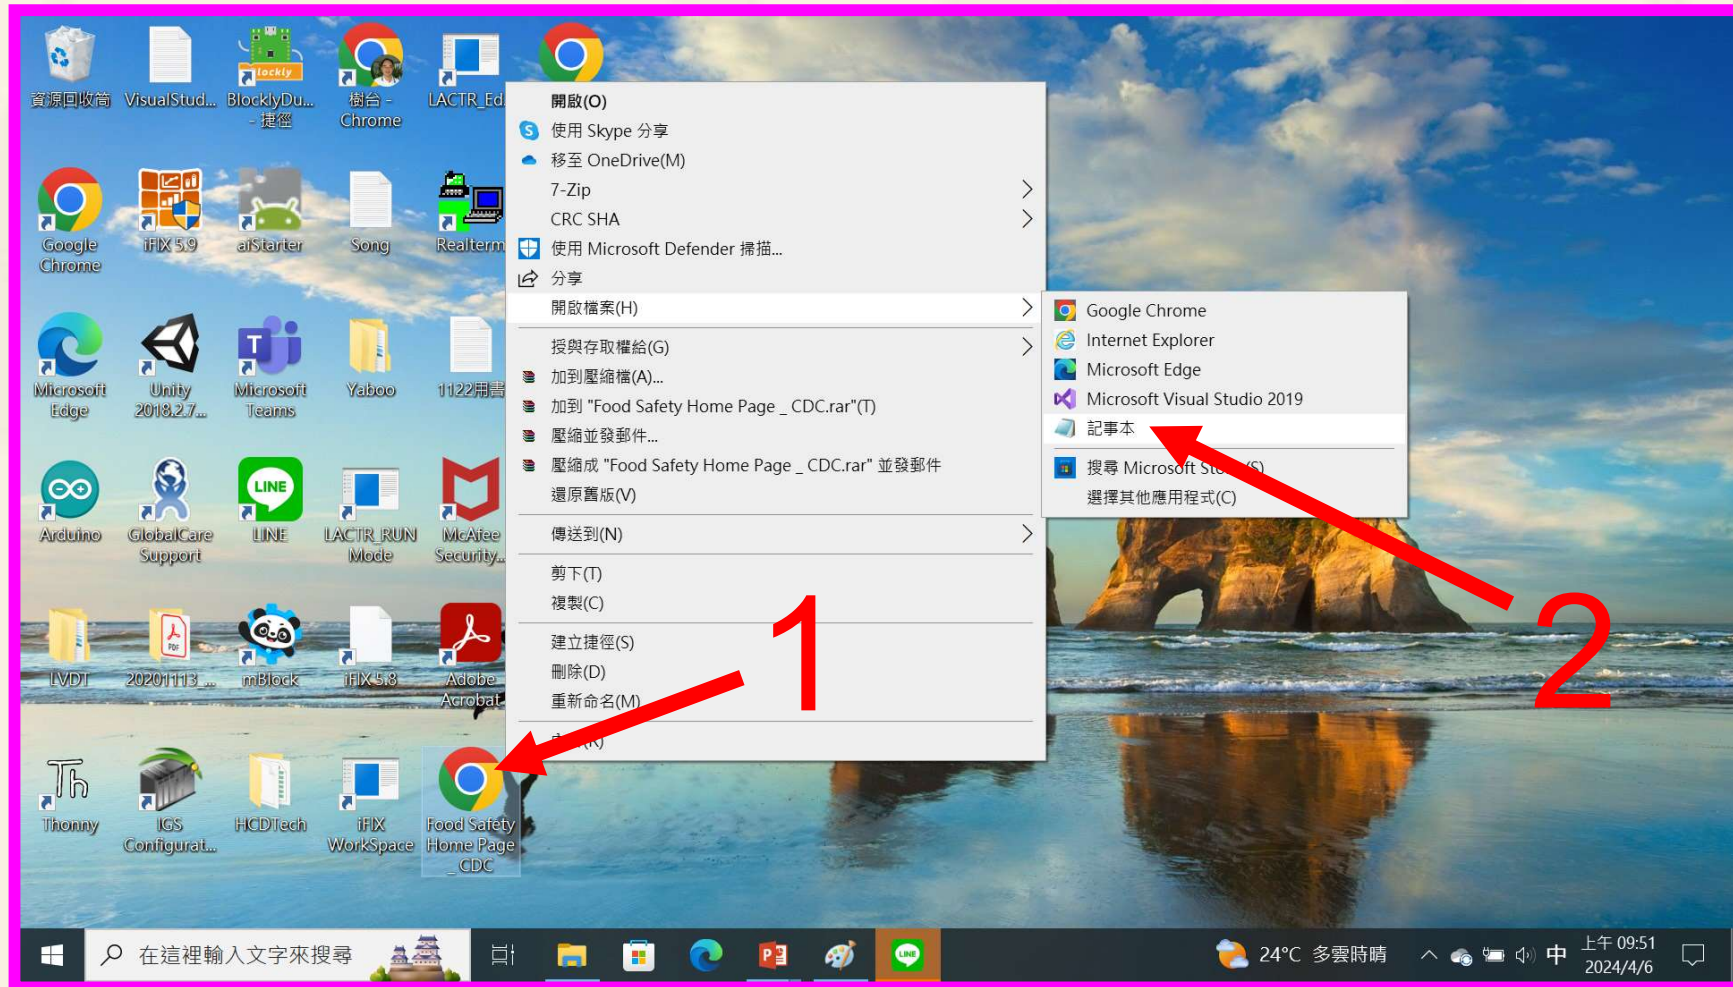 資源回收筒
VisualStud...
BlocklyDu...
- 捷徑
樹台 -
Chrome
LACTR_Ed
Google
Chrome
iFIX 5.9
aiStarter
Song
Realterm
Microsoft
Edge
Unity
2018.2.7...
Microsoft
Teams
Yaboo
1122用書
Arduino
GlobalCare
Support
LINE
LINE
LACTR_RUN
Mode
McAfee
Security...
LVDT
PDF
20201113_...
mBlock
iFIX 5.8
Adobe
Acrobat
Th
Thonny
IGS
Configurat...
HCDTech
iFIX
WorkSpace
Food Safety
Home Page
_ CDC
開啟(O)
使用 Skype 分享
移至 OneDrive(M)
7-Zip
CRC SHA
使用 Microsoft Defender 掃描...
分享
開啟檔案(H)
授與存取權給(G)
加到壓縮檔(A)...
加到 "Food Safety Home Page _ CDC.rar"(T)
壓縮並發郵件...
壓縮成 "Food Safety Home Page _ CDC.rar" 並發郵件
還原舊版(V)
傳送到(N)
剪下(T)
複製(C)
建立捷徑(S)
刪除(D)
重新命名(M)
Google Chrome
Internet Explorer
Microsoft Edge
Microsoft Visual Studio 2019
記事本
搜尋 Microsoft
選擇其他應用程式(C)
1
2
在這裡輸入文字來搜尋
LINE
24°C 多雲時晴
中
上午 09:51
2024/4/6